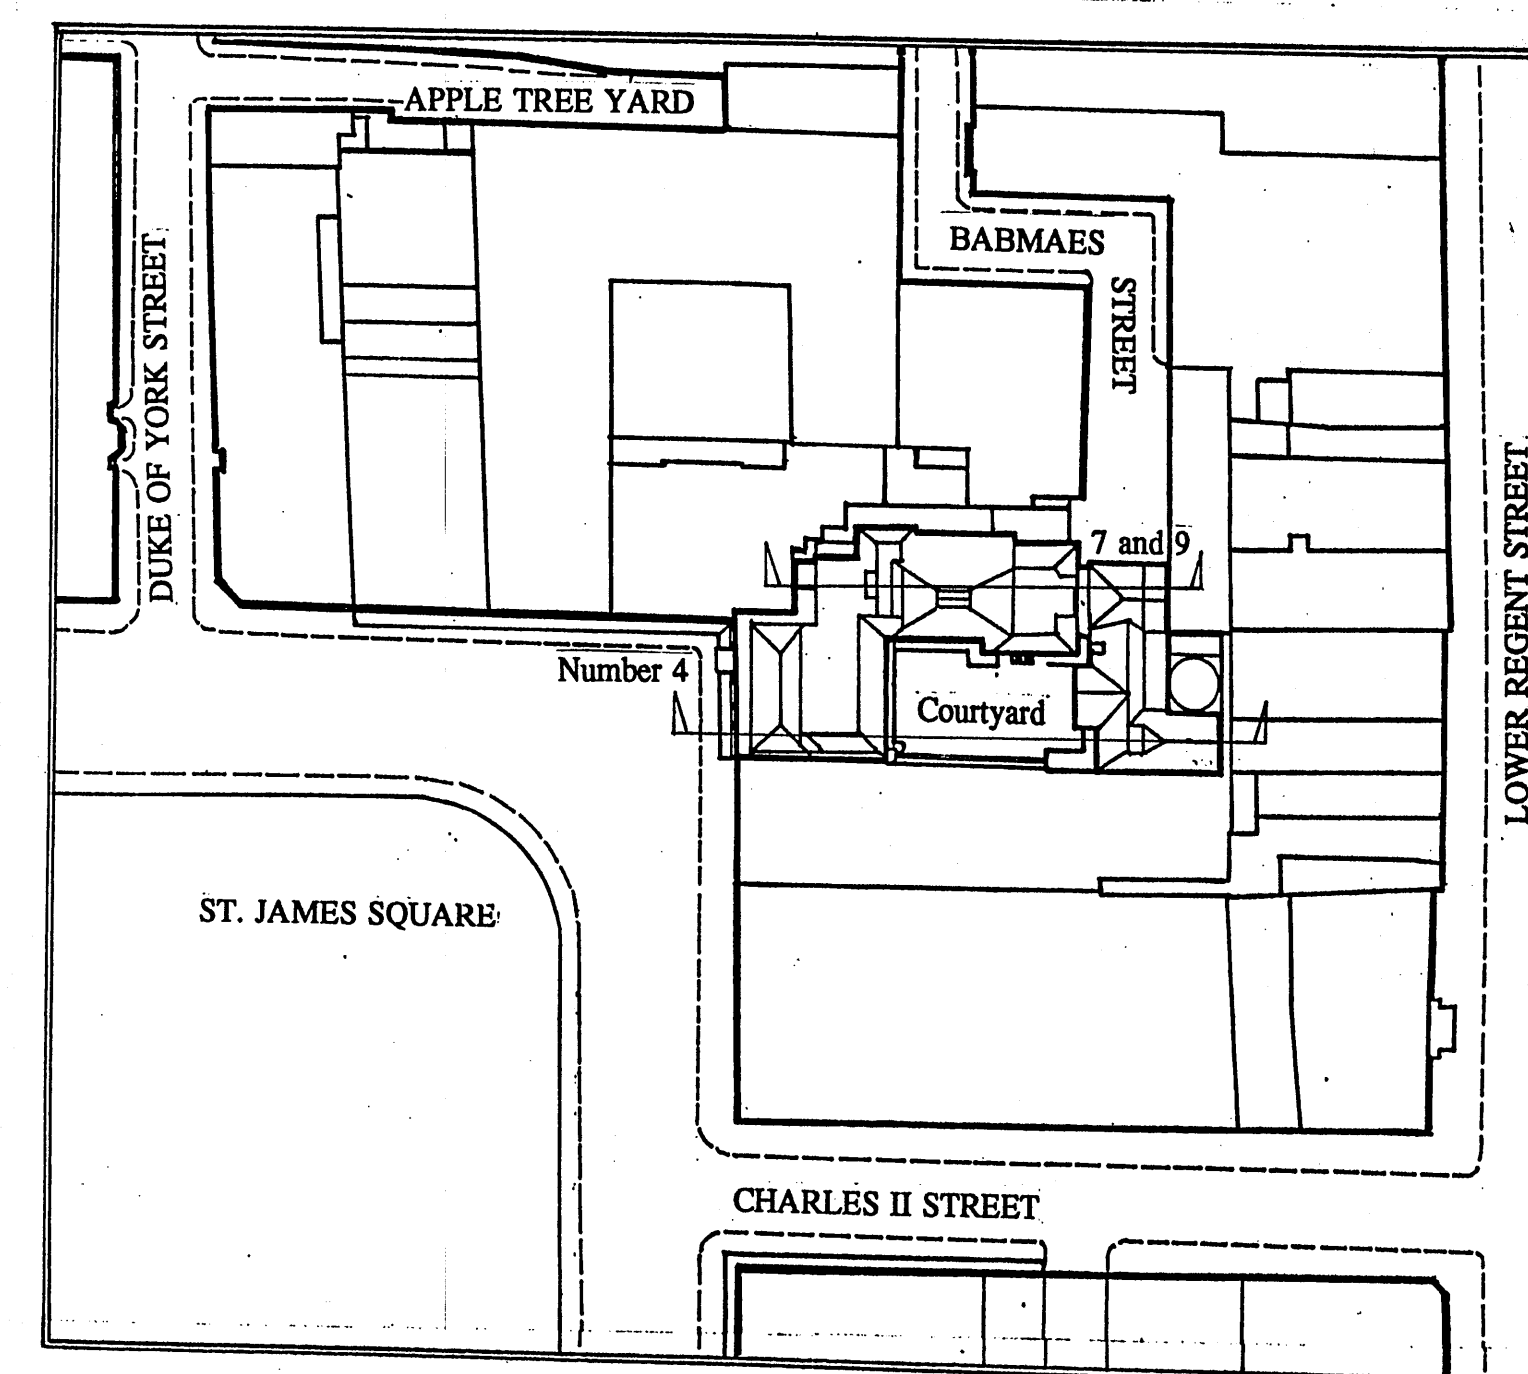 APPLE TREE YARD
BABMAES
STREET
DUKE OF YORK STREET
7 and 9
Number 4
Courtyard
LOWER REGENT STREET
ST. JAMES SQUARE
CHARLES II STREET